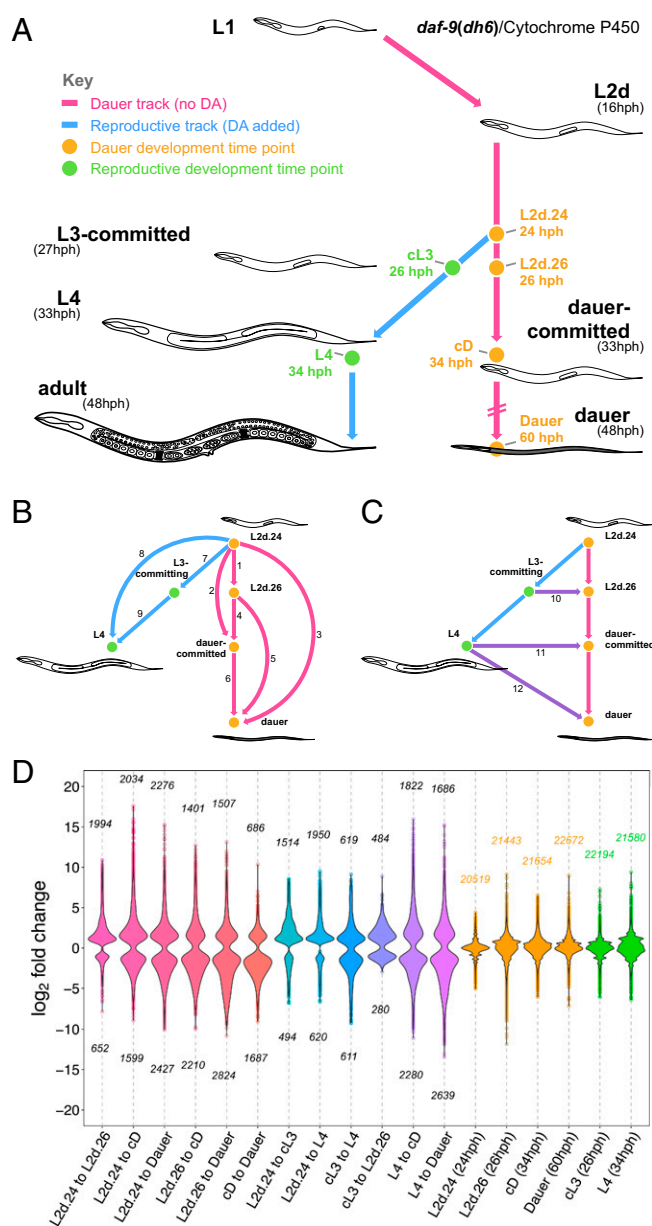 A
L1
daf-9(dh6)/Cytochrome P450
Key
Dauer track (no DA)
Reproductive track (DA added)
Dauer development time point
Reproductive development time point
L2d
(16hph)
L2d.24
24 hph
L3-committed
(27hph)
cL3
26 hph
L2d.26
26 hph
L4
(33hph)
dauer-
committed
(33hph)
L4
34 hph
cD
34 hph
adult
(48hph)
Dauer
60 hph
dauer
(48hph)
B
L2d.24
8
7
L3-
committing
1
2
L2d.26
9
4
3
L4
dauer-
committed
5
6
dauer
C
L2d.24
L3-
committing
L2d.26
10
L4
dauer-
committed
11
12
dauer
D
log2 fold change
20
15
10
5
0
−5
−10
−15
−20
1994
2034
2276
1401
1507
686
1514
1950
619
484
1822
1686
20519
21443
21654
22672
22194
21580
652
1599
2427
2210
2824
1687
494
620
611
280
2280
2639
L2d.24 to L2d.26
L2d.24 to cD
L2d.24 to Dauer
L2d.26 to cD
L2d.26 to Dauer
cD to Dauer
L2d.24 to cL3
L2d.24 to L4
cL3 to L4
cL3 to L2d.26
L4 to cD
L4 to Dauer
L2d.24 (24hph)
L2d.26 (26hph)
cD (34hph)
Dauer (60hph)
cL3 (26hph)
L4 (34hph)